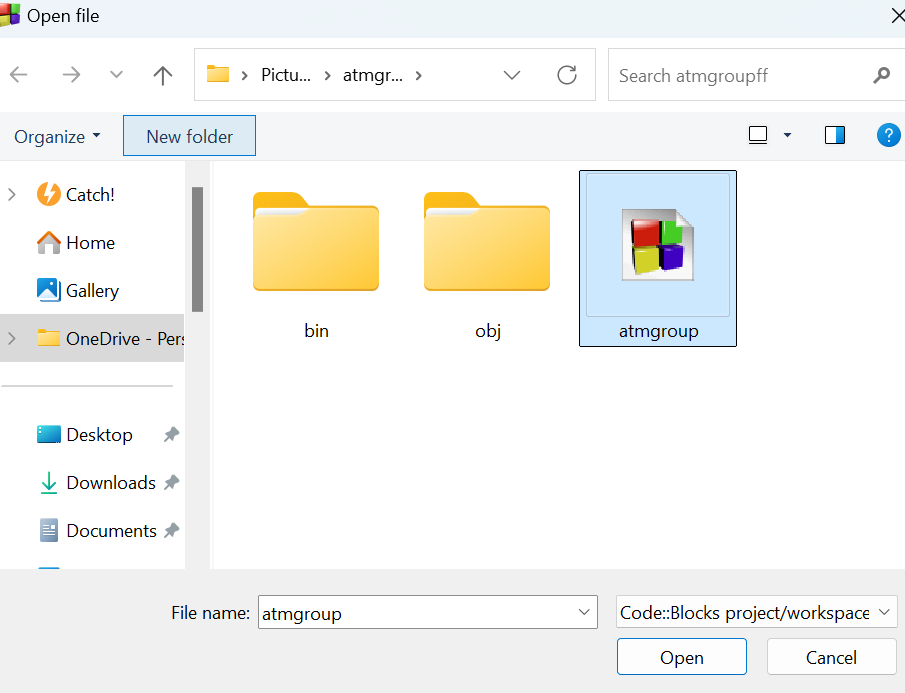 Open file
Pictu... atmgr...
Search atmgroupff
Organize
New folder
?
Catch!
Home
Gallery
OneDrive - Pers
Desktop
Downloads
Documents
bin
obj
atmgroup
File name: atmgroup
Code::Blocks project/workspace
Open
Cancel